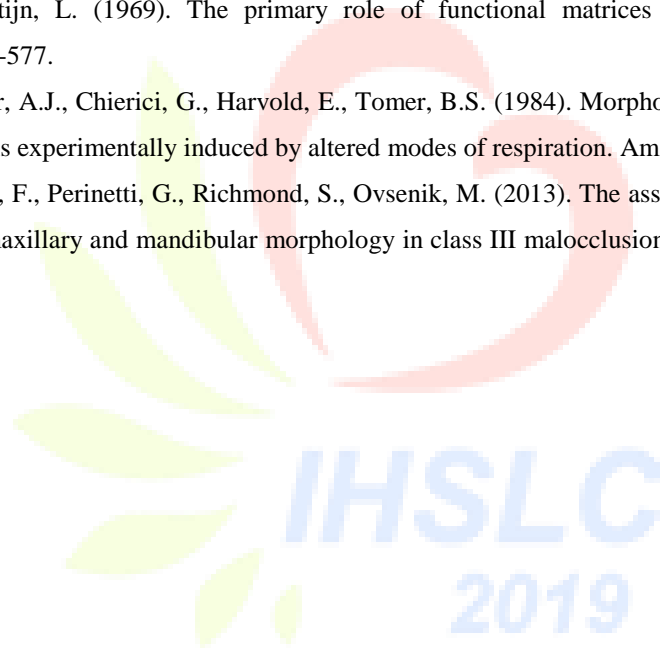 tijn, L. (1969). The primary role of functional matrices
-577.
r, A.J., Chierici, G., Harvold, E., Tomer, B.S. (1984). Morpho
s experimentally induced by altered modes of respiration. Am
, F., Perinetti, G., Richmond, S., Ovsenik, M. (2013). The ass
axillary and mandibular morphology in class III malocclusion
IHSLC
2019